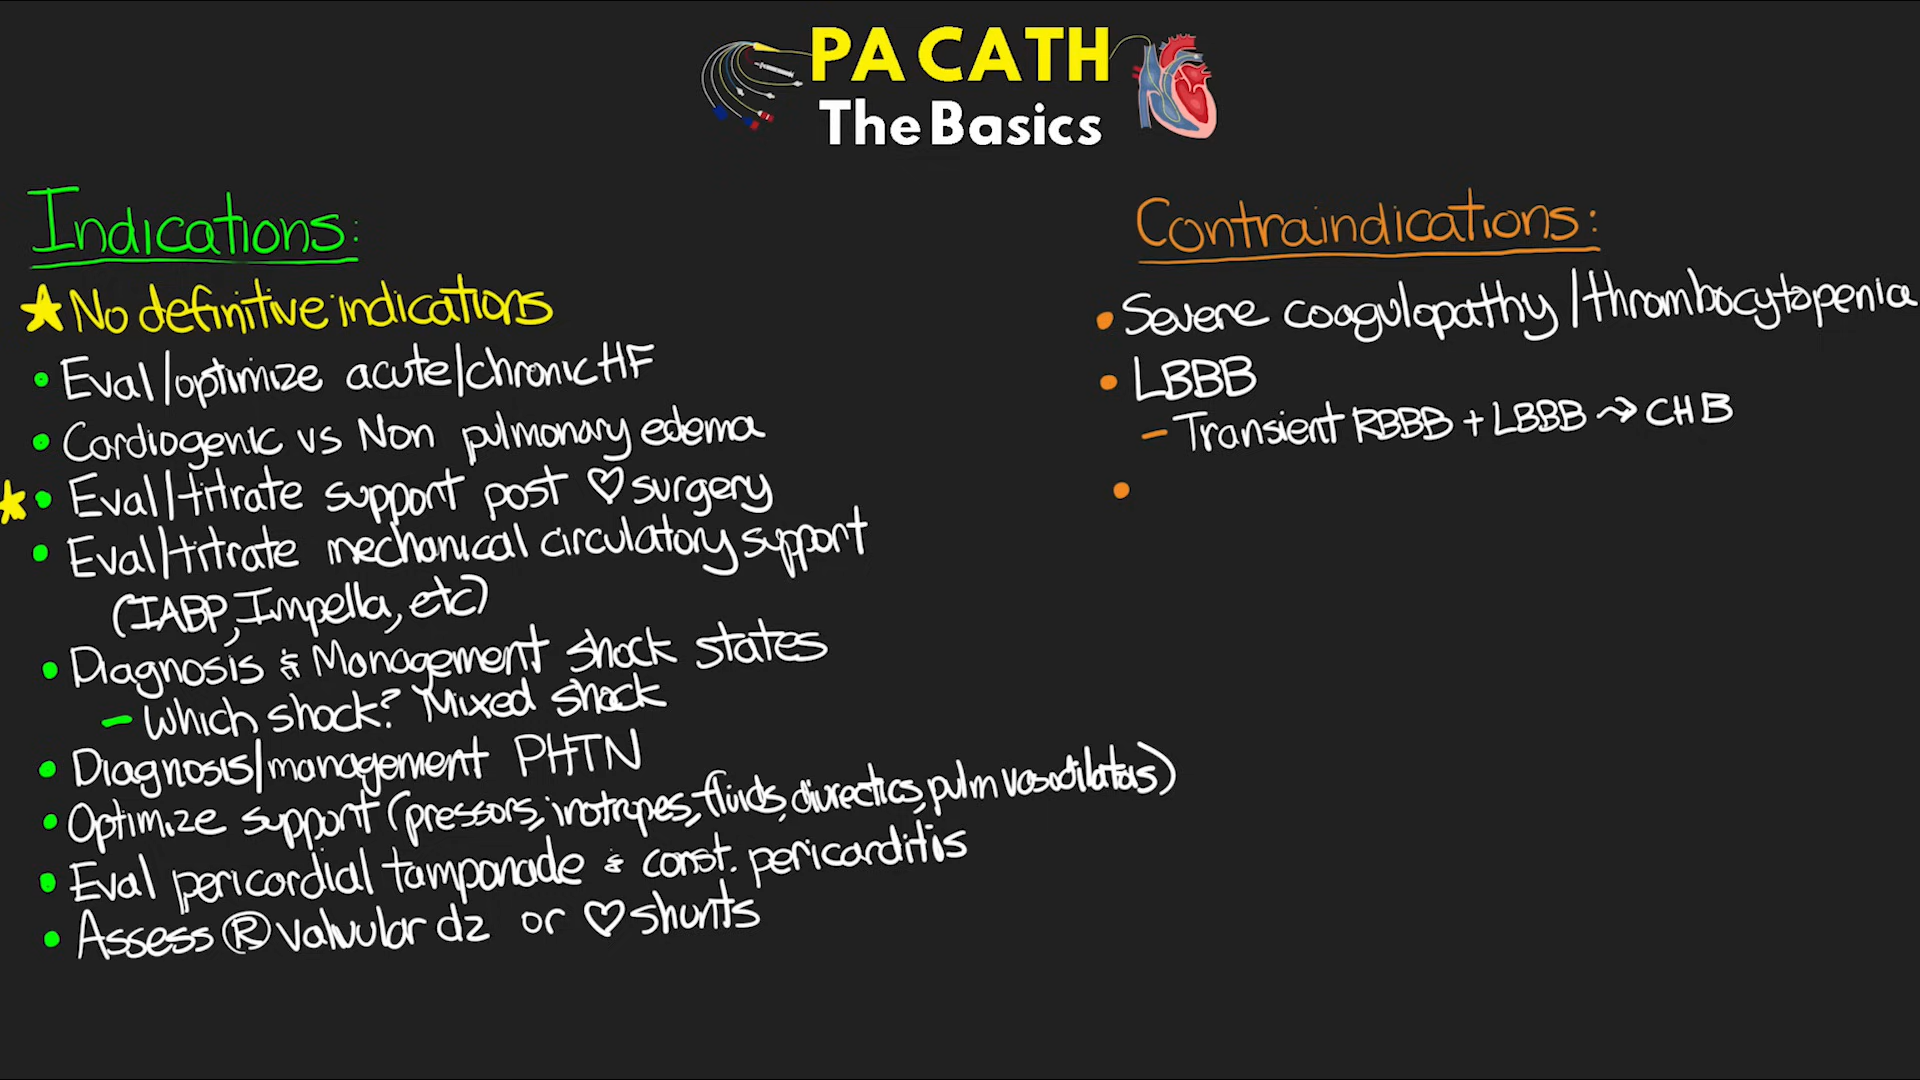 PA CATH
The Basics
Indications:
★ No definitive indications
• Eval/optimize acute/chronic HF
• Cardiogenic vs Non pulmonary edema
★ • Eval/titrate support post ♡ surgery
• Eval/titrate mechanical circulatory support
(IABP, Impella, etc)
• Diagnosis & Management shock states
– Which shock? Mixed shock
• Diagnosis/management PHTN
• Optimize support (pressors, inotropes, fluids, diurectics, pulm vasodilators)
• Eval pericordial tamponade & const. pericarditis
• Assess Ⓡ valvular dz or ♡ shunts
Contraindications:
• Severe coagulopathy/thrombocytopenia
• LBBB
– Transient RBBB + LBBB → CHB
•